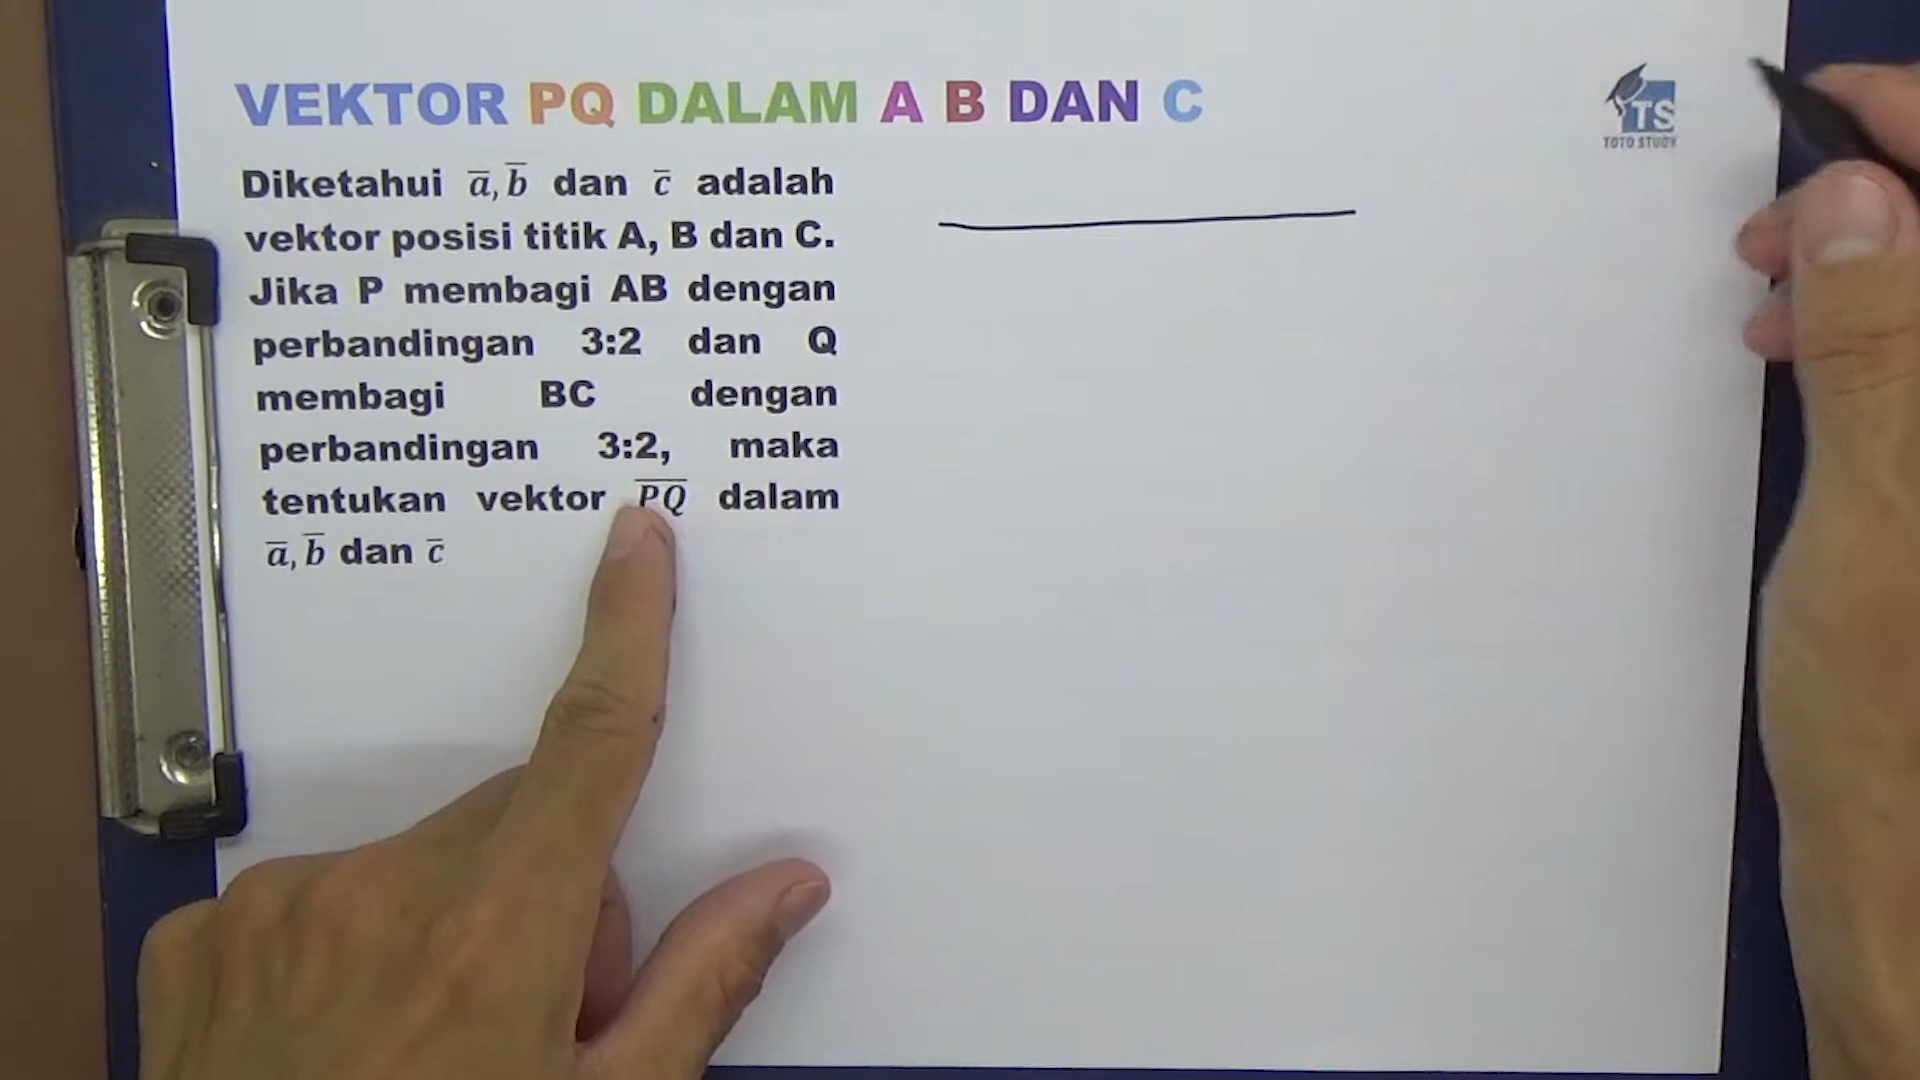 VEKTOR PQ DALAM A B DAN C
TS
TOTO STUDY
Diketahui a̅, b̅ dan c̅ adalah
vektor posisi titik A, B dan C.
Jika P membagi AB dengan
perbandingan 3:2 dan Q
membagi BC dengan
perbandingan 3:2, maka
tentukan vektor P̅Q̅ dalam
a̅, b̅ dan c̅